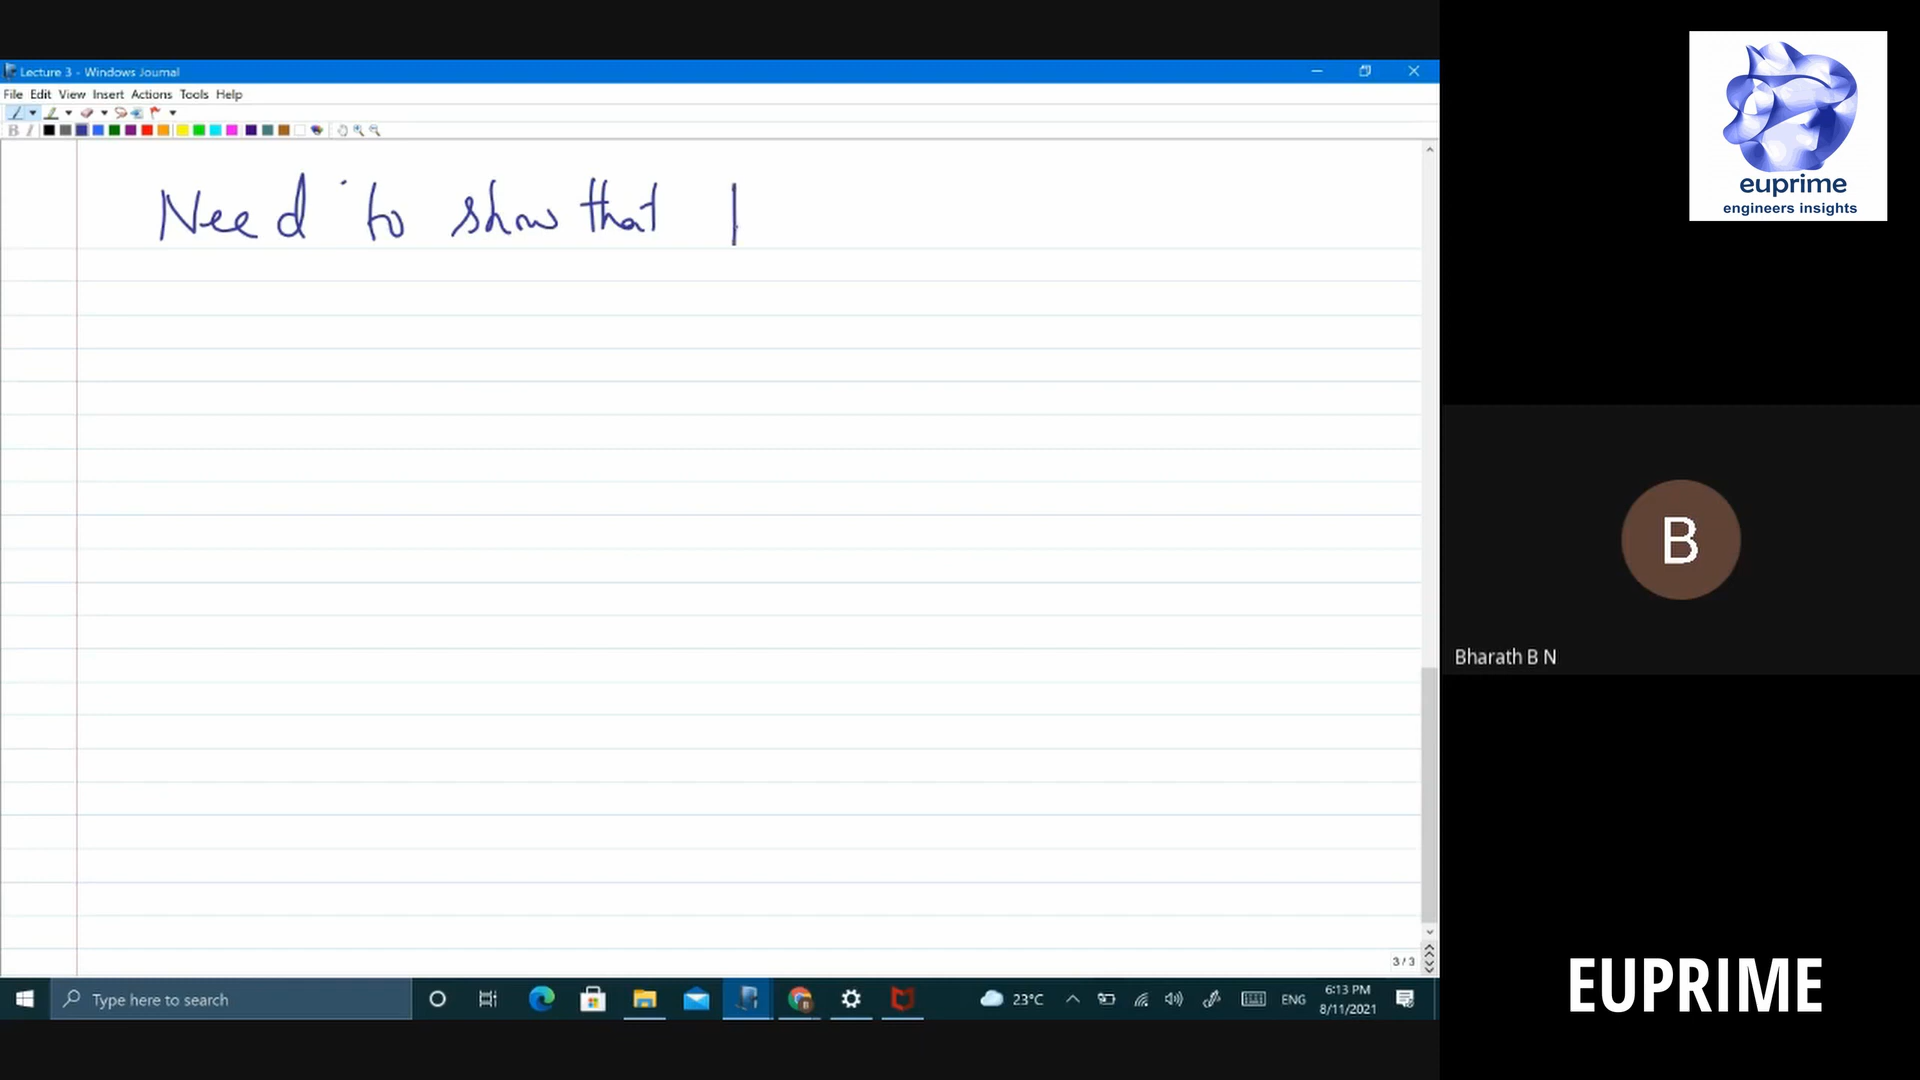 Lecture 3 - Windows Journal
File Edit View Insert Actions Tools Help
B I
Need to show that |
3 / 3
Type here to search
23°C
ENG
6:13 PM
8/11/2021
euprime
engineers insights
B
Bharath B N
EUPRIME